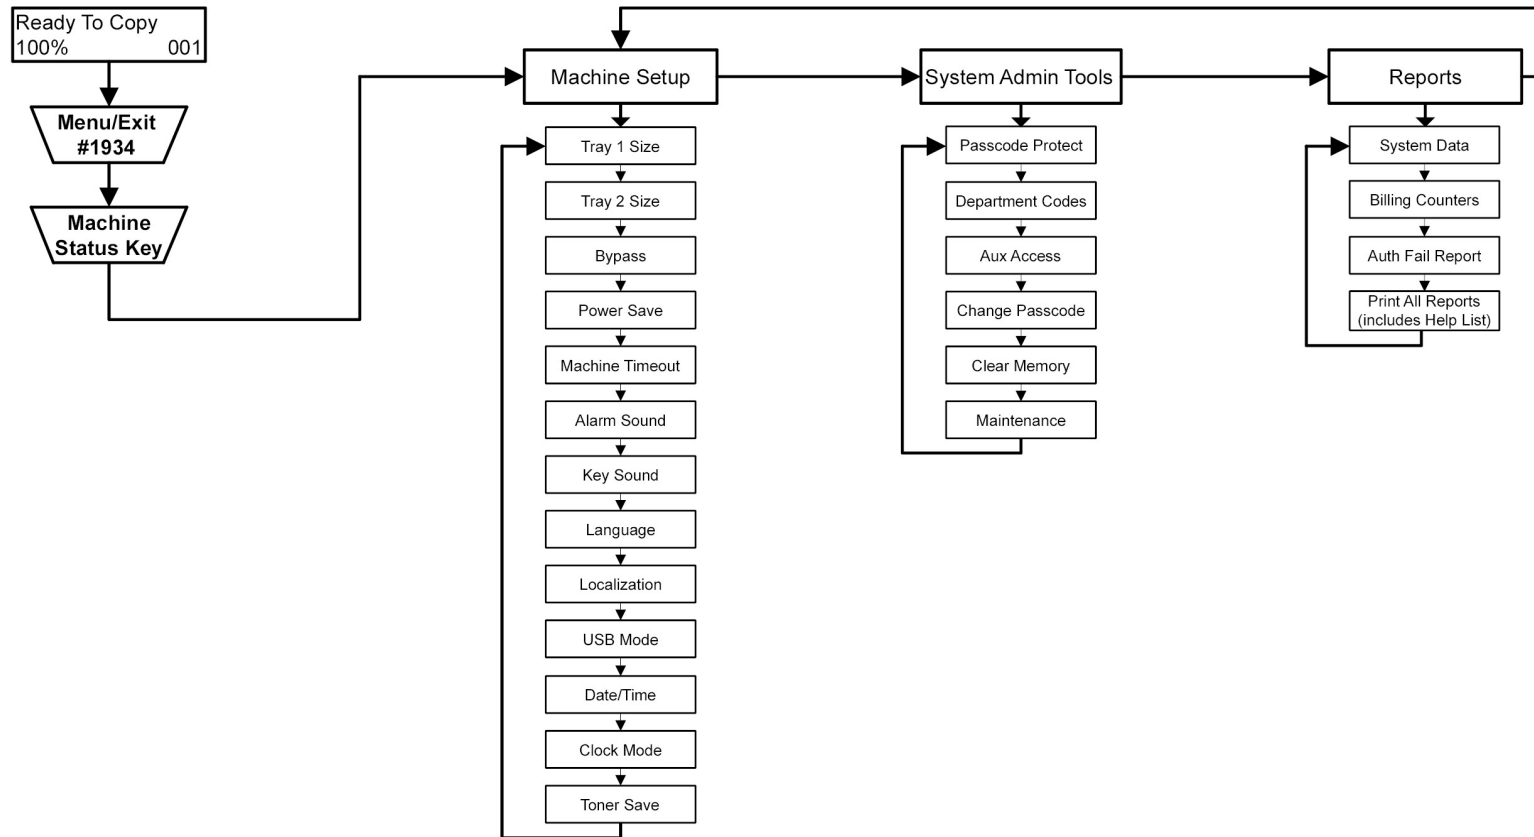 Ready To Copy
100% 001
Menu/Exit
#1934
Machine
Status Key
Machine Setup
Tray 1 Size
Tray 2 Size
Bypass
Power Save
Machine Timeout
Alarm Sound
Key Sound
Language
Localization
USB Mode
Date/Time
Clock Mode
Toner Save
System Admin Tools
Passcode Protect
Department Codes
Aux Access
Change Passcode
Clear Memory
Maintenance
Reports
System Data
Billing Counters
Auth Fail Report
Print All Reports
(includes Help List)